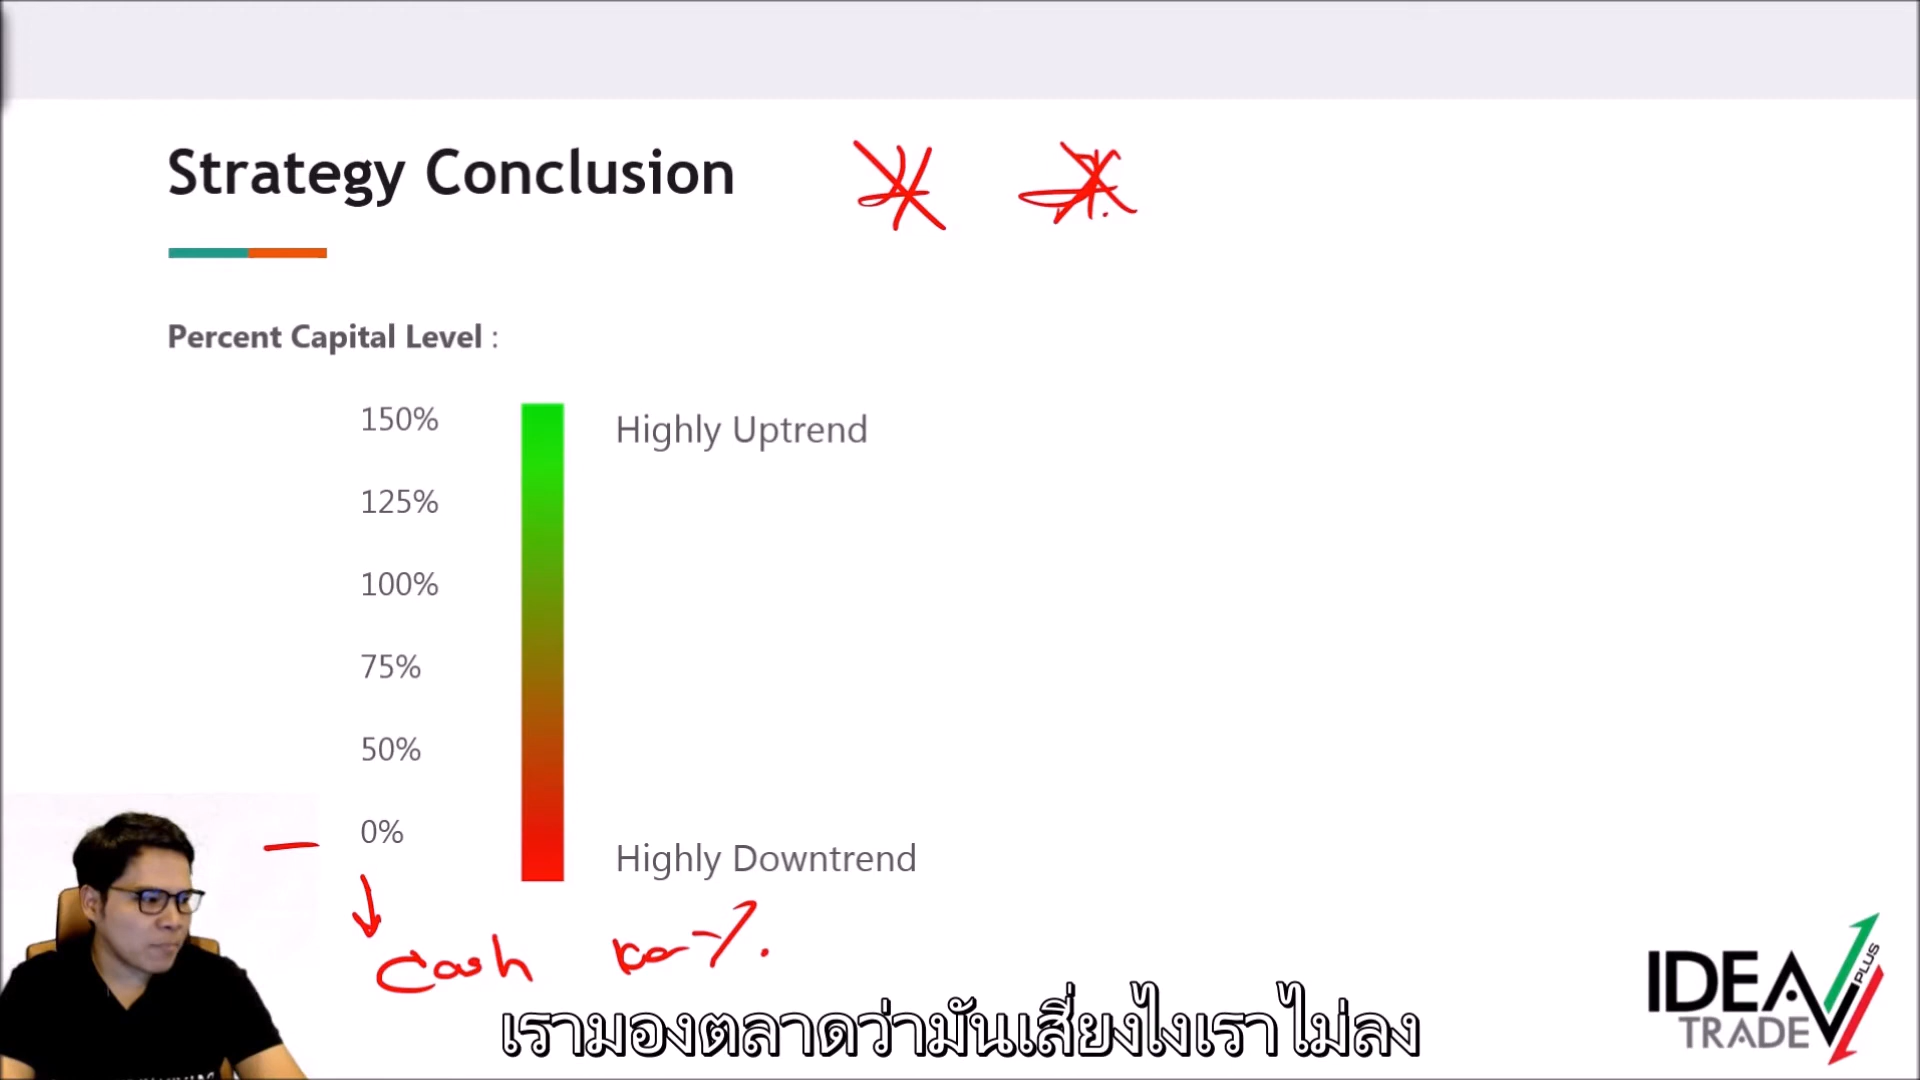 Strategy Conclusion
Percent Capital Level :
150%
Highly Uptrend
125%
100%
75%
50%
0%
Highly Downtrend
Cash
เรามองตลาดว่ามันเสี่ยงไงเราไม่ลง
IDEA
TRADE
PLUS